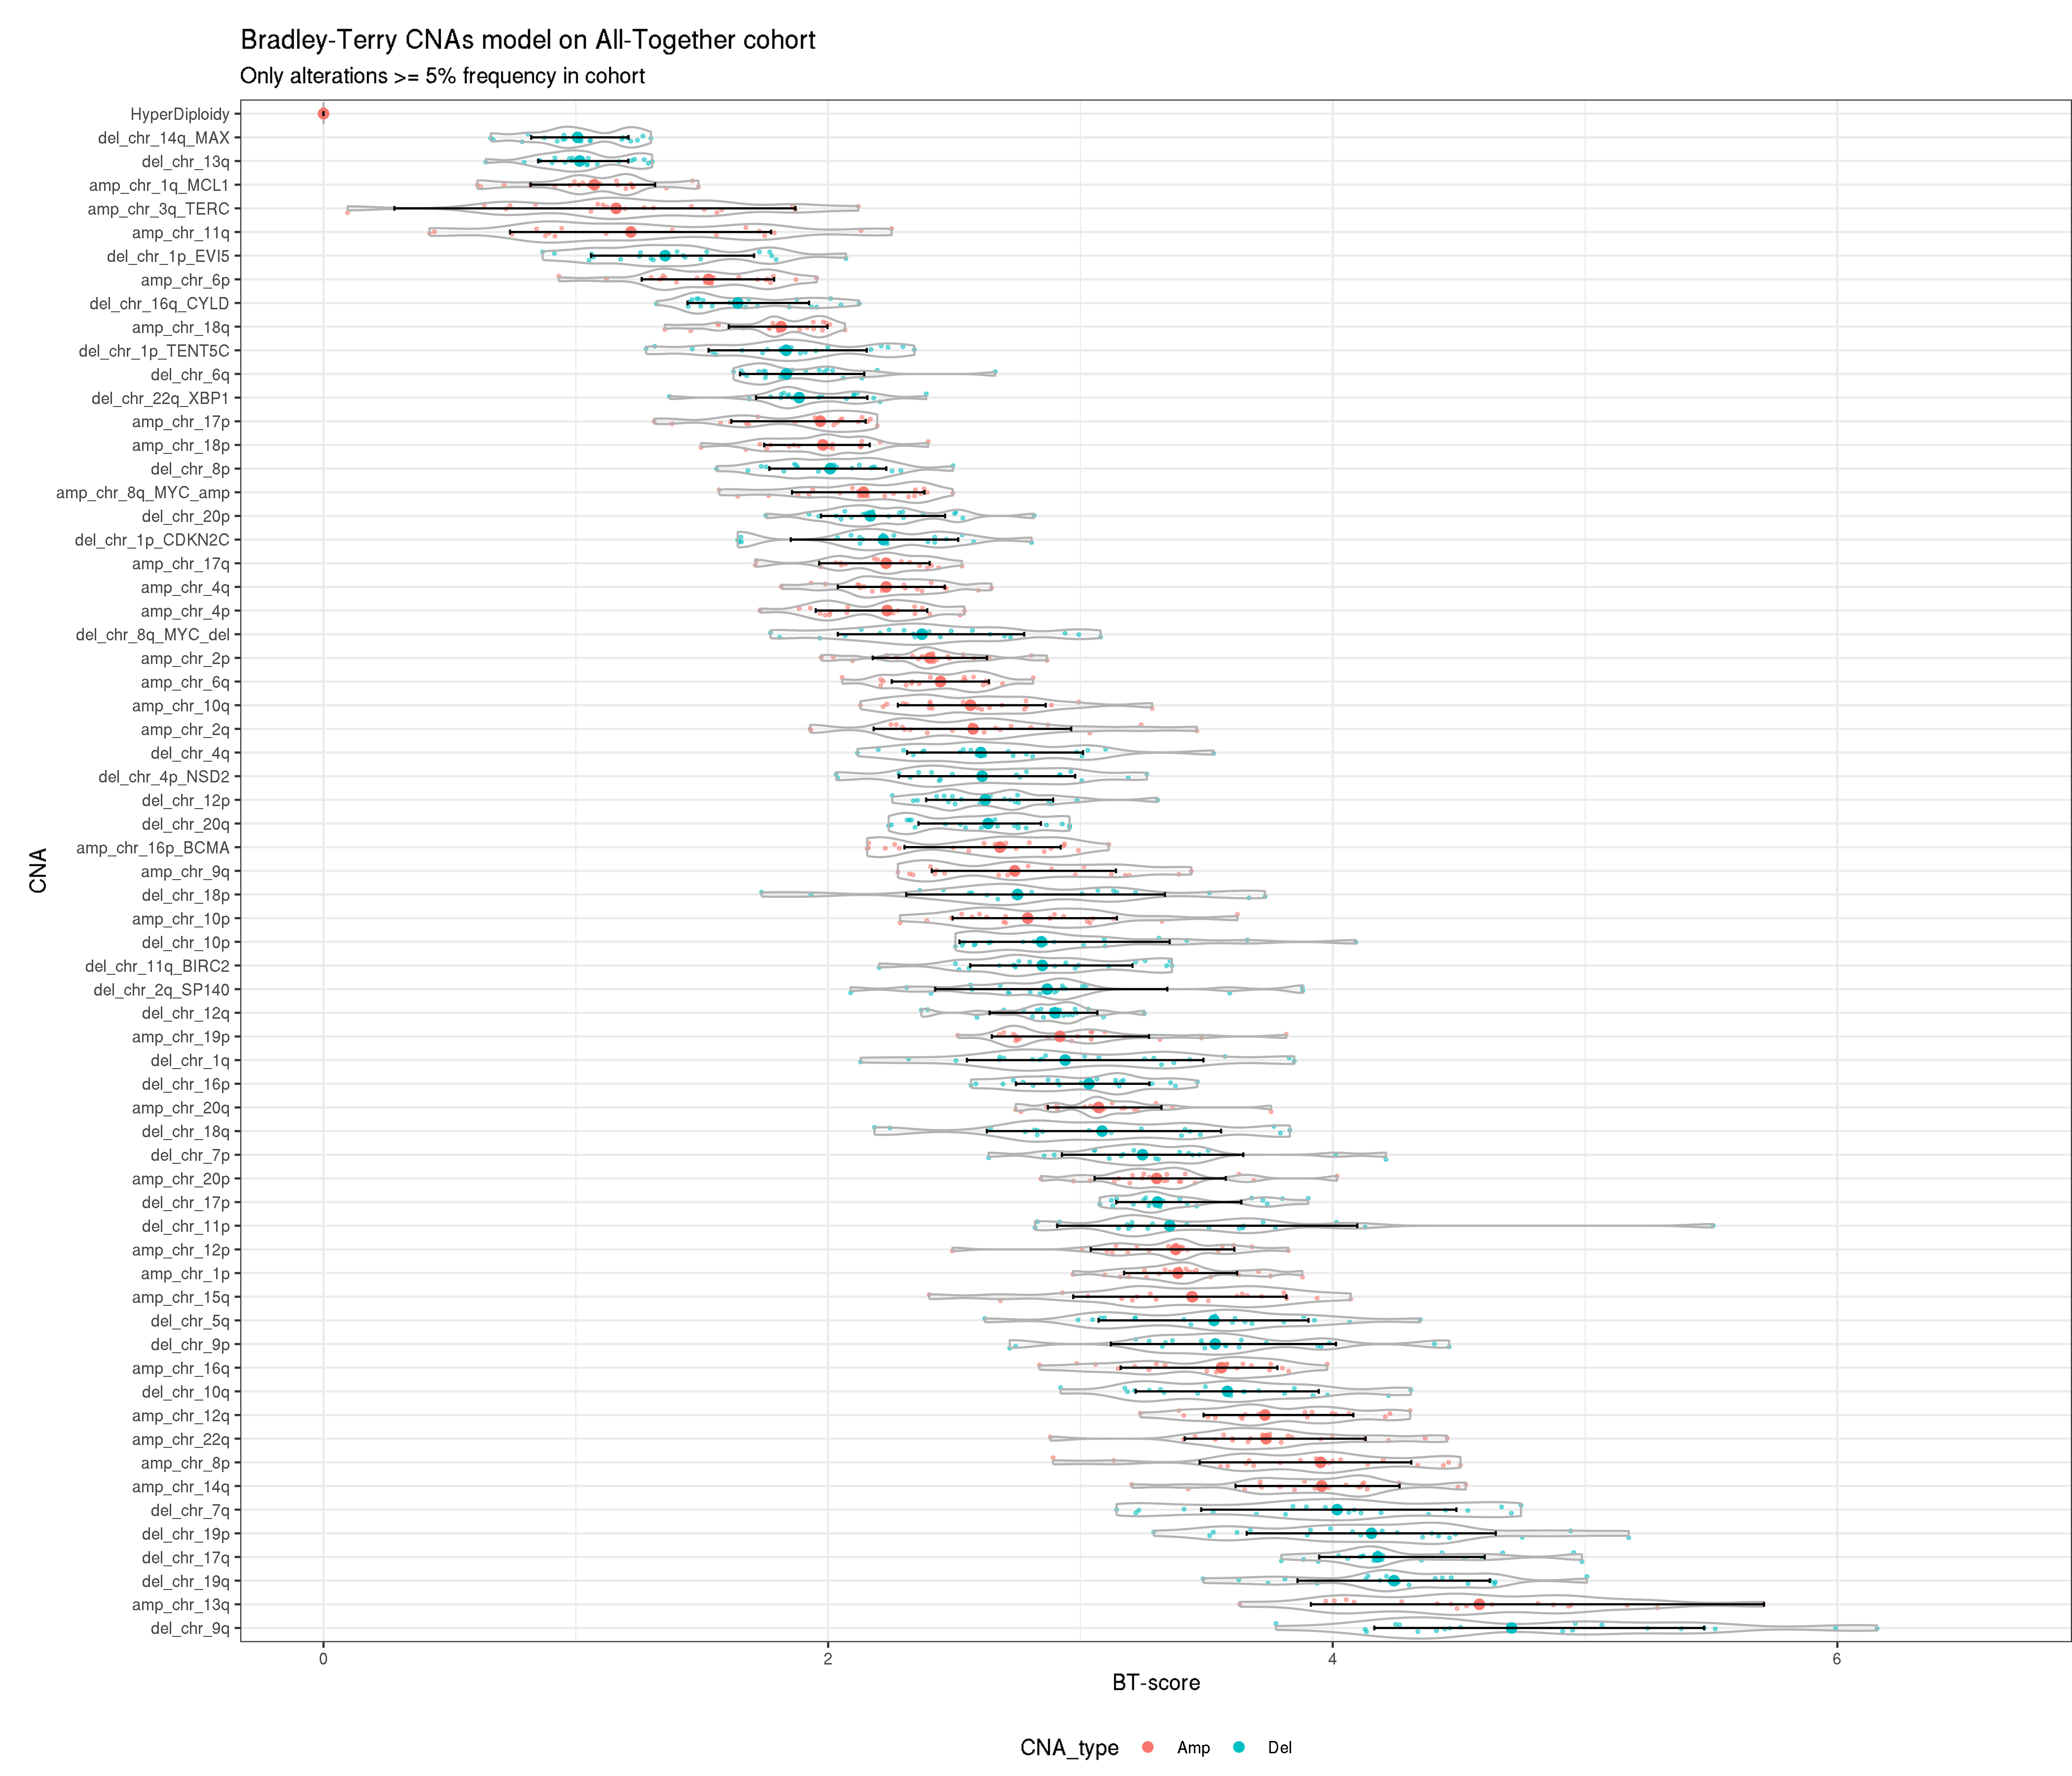 Bradley-Terry CNAs model on All-Together cohort
Only alterations >= 5% frequency in cohort
HyperDiploidy
del_chr_14q_MAX
del_chr_13q
amp_chr_1q_MCL1
amp_chr_3q_TERC
amp_chr_11q
del_chr_1p_EVI5
amp_chr_6p
del_chr_16q_CYLD
amp_chr_18q
del_chr_1p_TENT5C
del_chr_6q
del_chr_22q_XBP1
amp_chr_17p
amp_chr_18p
del_chr_8p
amp_chr_8q_MYC_amp
del_chr_20p
del_chr_1p_CDKN2C
amp_chr_17q
amp_chr_4q
amp_chr_4p
del_chr_8q_MYC_del
amp_chr_2p
amp_chr_6q
amp_chr_10q
amp_chr_2q
del_chr_4q
del_chr_4p_NSD2
del_chr_12p
del_chr_20q
amp_chr_16p_BCMA
amp_chr_9q
del_chr_18p
amp_chr_10p
del_chr_10p
del_chr_11q_BIRC2
del_chr_2q_SP140
del_chr_12q
amp_chr_19p
del_chr_1q
del_chr_16p
amp_chr_20q
del_chr_18q
del_chr_7p
amp_chr_20p
del_chr_17p
del_chr_11p
amp_chr_12p
amp_chr_1p
amp_chr_15q
del_chr_5q
del_chr_9p
amp_chr_16q
del_chr_10q
amp_chr_12q
amp_chr_22q
amp_chr_8p
amp_chr_14q
del_chr_7q
del_chr_19p
del_chr_17q
del_chr_19q
amp_chr_13q
del_chr_9q
CNA
0 2 4 6
BT-score
CNA_type Amp Del